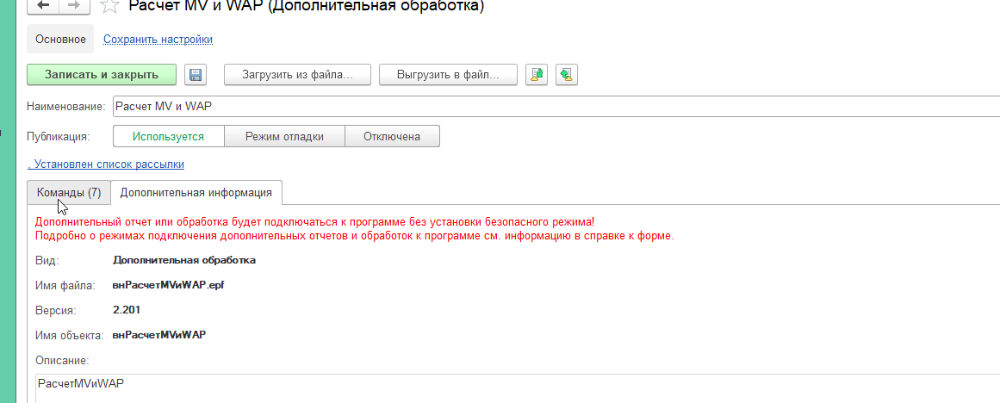 Расчет MV и WAP (Дополнительная обработка)
Основное Сохранить настройки
Записать и закрыть Загрузить из файла... Выгрузить в файл...
Наименование: Расчет MV и WAP
Публикация: Используется Режим отладки Отключена
. Установлен список рассылки
Команды (7) Дополнительная информация
Дополнительный отчет или обработка будет подключаться к программе без установки безопасного режима!
Подробно о режимах подключения дополнительных отчетов и обработок к программе см. информацию в справке к форме.
Вид: Дополнительная обработка
Имя файла: внРасчетMVиWAP.epf
Версия: 2.201
Имя объекта: внРасчетMVиWAP
Описание:
РасчетMVиWAP